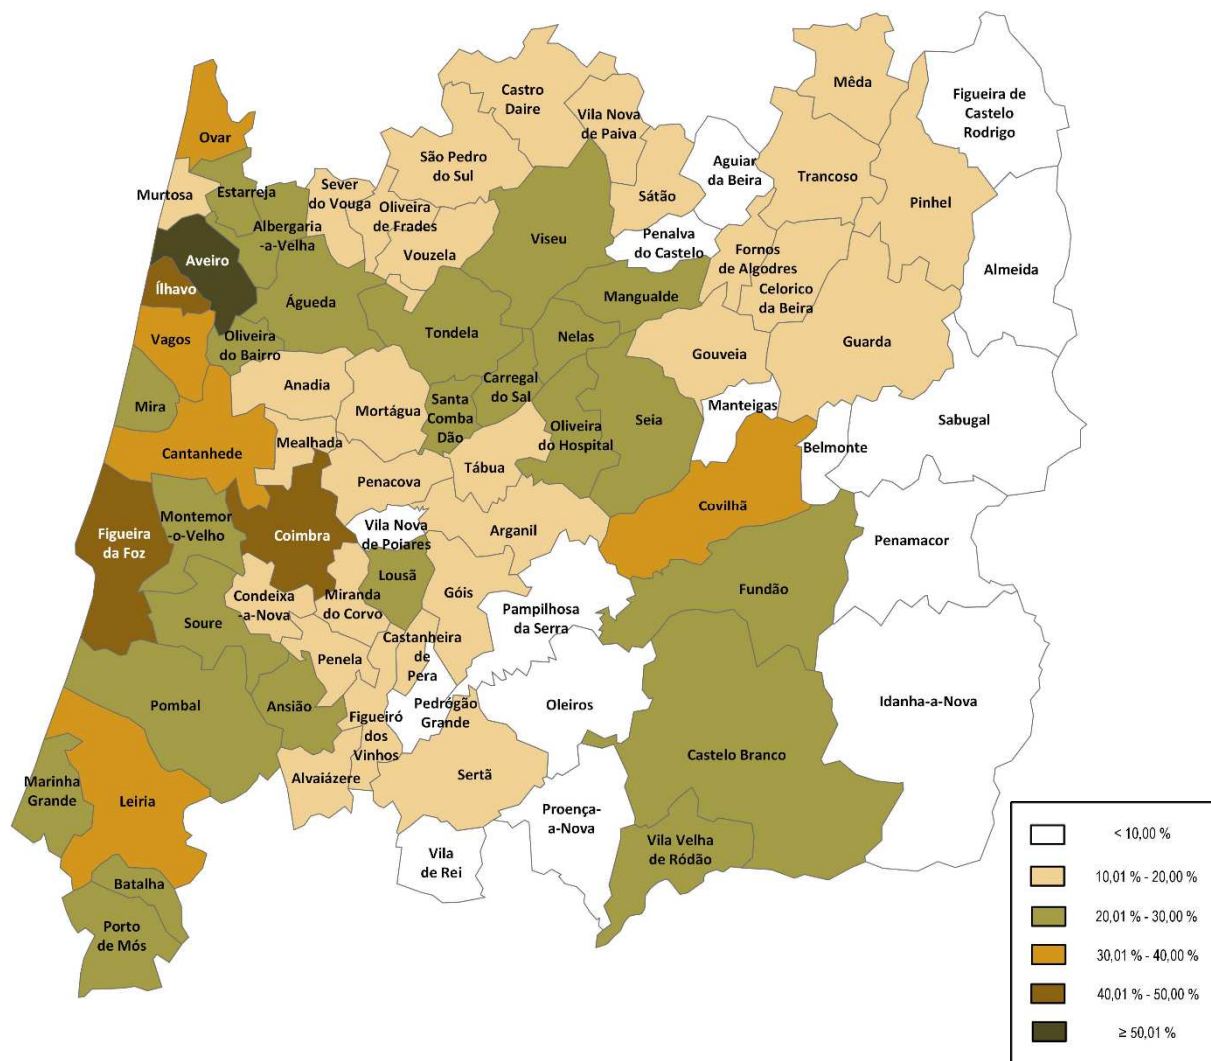 Mêda
Figueira de
Castelo
Rodrigo
Castro
Daire
Vila Nova
de Paiva
Ovar
São Pedro
do Sul
Aguiar
da Beira
Trancoso
Murtosa
Estarreja
Sever
do Vouga
Sátão
Pinhel
Oliveira
de Frades
Albergaria
-a-Velha
Viseu
Penalva
do Castelo
Vouzela
Aveiro
Fornos
de Algodres
Almeida
Ílhavo
Águeda
Mangualde
Celorico
da Beira
Vagos
Oliveira
do Bairro
Tondela
Nelas
Guarda
Gouveia
Anadia
Carregal
do Sal
Mira
Mortágua
Santa
Comba
Dão
Manteigas
Oliveira
do Hospital
Seia
Sabugal
Mealhada
Belmonte
Cantanhede
Tábua
Penacova
Covilhã
Montemor
-o-Velho
Figueira
da Foz
Coimbra
Vila Nova
de Poiares
Arganil
Penamacor
Lousã
Fundão
Condeixa
-a-Nova
Miranda
do Corvo
Góis
Pampilhosa
da Serra
Soure
Castanheira
de
Pera
Penela
Pombal
Ansião
Pedrógão
Grande
Oleiros
Idanha-a-Nova
Figueiró
dos
Vinhos
Castelo Branco
Marinha
Grande
Leiria
Alvaiázere
Sertã
Proença-
a-Nova
Vila Velha
de Ródão
Vila
de Rei
Batalha
Porto
de Mós
< 10,00 %
10,01 % - 20,00 %
20,01 % - 30,00 %
30,01 % - 40,00 %
40,01 % - 50,00 %
≥ 50,01 %